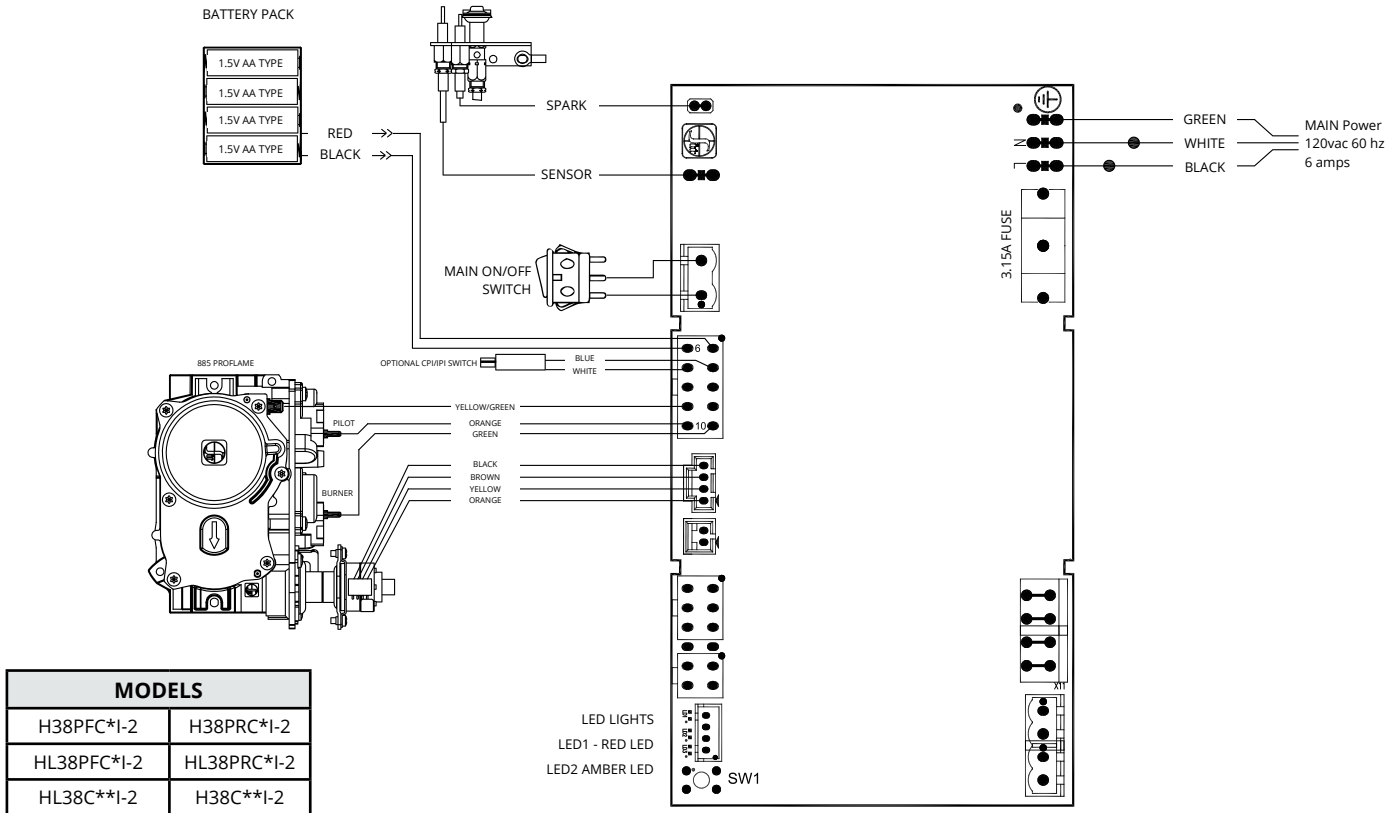 BATTERY PACK
1.5V AA TYPE
1.5V AA TYPE
1.5V AA TYPE
1.5V AA TYPE
RED
BLACK
SPARK
SENSOR
MAIN ON/OFF
SWITCH
GREEN
WHITE
BLACK
MAIN Power
120vac 60 hz
6 amps
N
L
3.15A FUSE
6
OPTIONAL CPI/IPI SWITCH
BLUE
WHITE
885 PROFLAME
YELLOW/GREEN
PILOT
ORANGE
GREEN
10
BLACK
BROWN
YELLOW
ORANGE
BURNER
X11
LED LIGHTS
LED1 - RED LED
LED2 AMBER LED
SW1
MODELS
H38PFC*I-2 H38PRC*I-2
HL38PFC*I-2 HL38PRC*I-2
HL38C**I-2 H38C**I-2